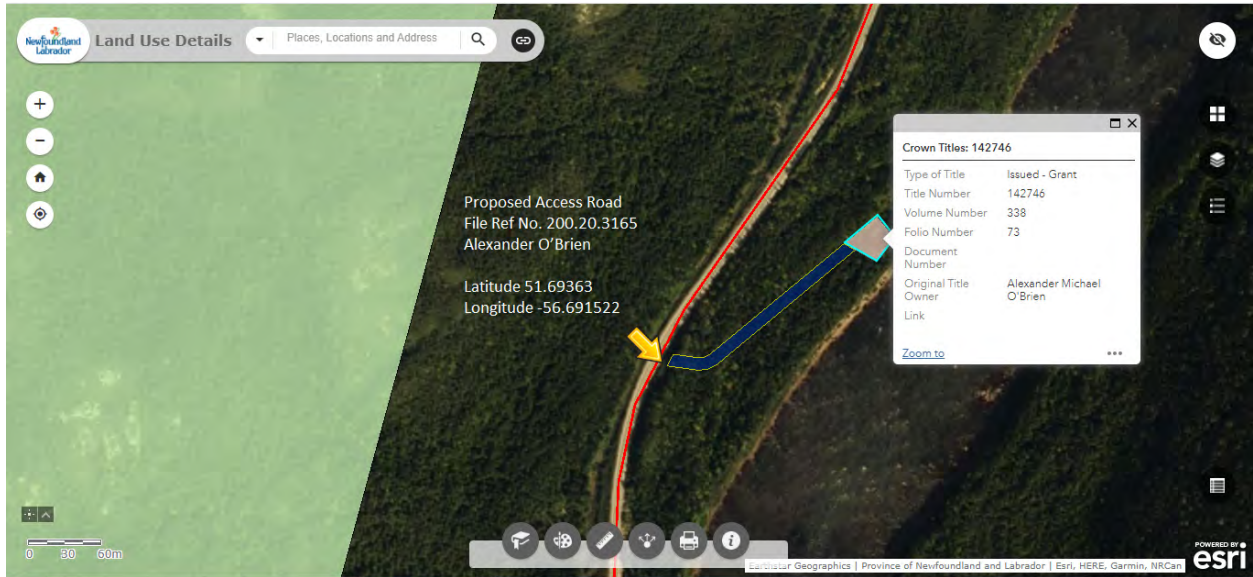 Newfoundland
Labrador
Land Use Details
Places, Locations and Address
Proposed Access Road
File Ref No. 200.20.3165
Alexander O’Brien
Latitude 51.69363
Longitude -56.691522
Crown Titles: 142746
Type of Title Issued - Grant
Title Number 142746
Volume Number 338
Folio Number 73
Document
Number
Original Title Alexander Michael
Owner O'Brien
Link
Zoom to
0 30 60m
Earthstar Geographics | Province of Newfoundland and Labrador | Esri, HERE, Garmin, NRCan
POWERED BY
esri